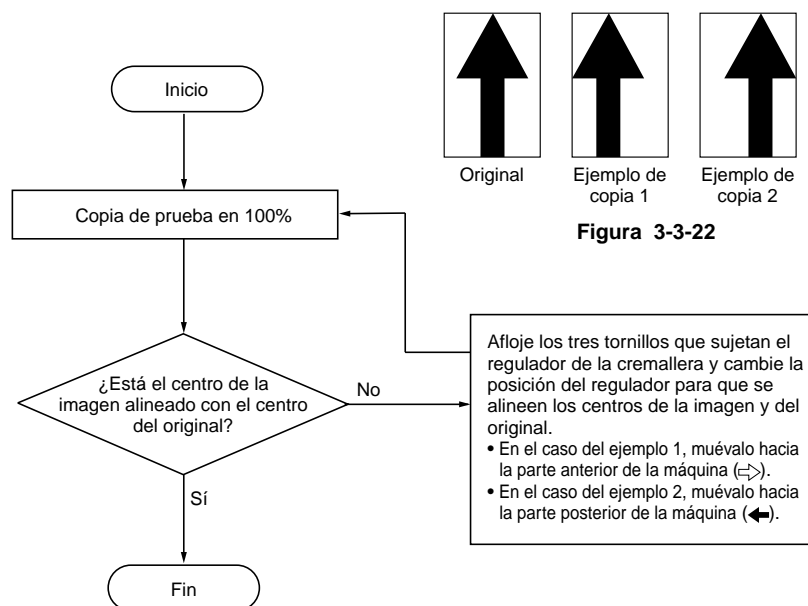 Inicio
Copia de prueba en 100%
¿Está el centro de la
imagen alineado con el centro
del original?
No
Sí
Fin
Original
Ejemplo de
copia 1
Ejemplo de
copia 2
Figura 3-3-22
Afloje los tres tornillos que sujetan el
regulador de la cremallera y cambie la
posición del regulador para que se
alineen los centros de la imagen y del
original.
• En el caso del ejemplo 1, muévalo hacia
la parte anterior de la máquina (⇨).
• En el caso del ejemplo 2, muévalo hacia
la parte posterior de la máquina (🡸).